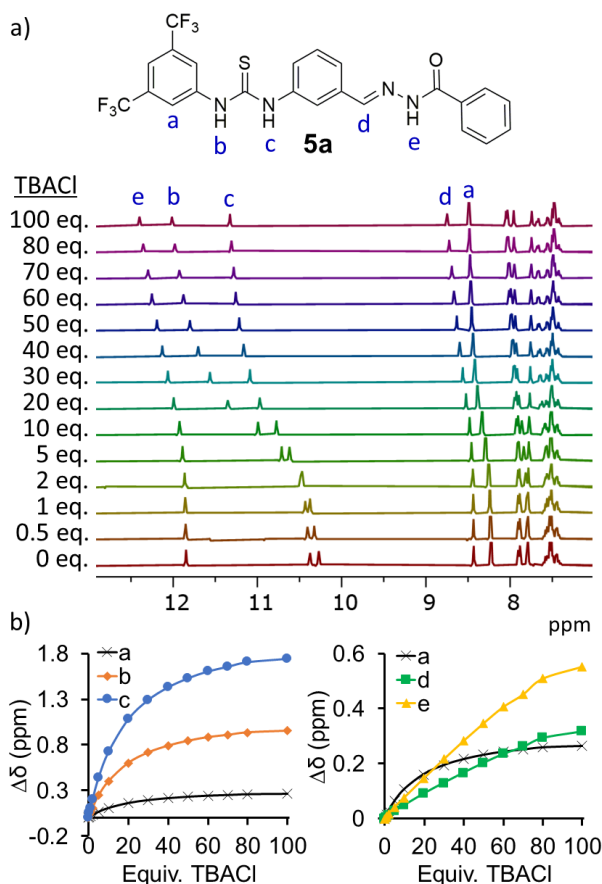 a)
CF₃
F₃C
S
O
N
H
N
H
N
N
H
a
b
c
d
e
5a
TBACl
e b c d a
100 eq.
80 eq.
70 eq.
60 eq.
50 eq.
40 eq.
30 eq.
20 eq.
10 eq.
5 eq.
2 eq.
1 eq.
0.5 eq.
0 eq.
12 11 10 9 8
ppm
b)
1.8
1.3
0.8
0.3
-0.2
Δδ (ppm)
a
b
c
0 20 40 60 80 100
Equiv. TBACl
0.6
0.4
0.2
0
Δδ (ppm)
a
d
e
0 20 40 60 80 100
Equiv. TBACl